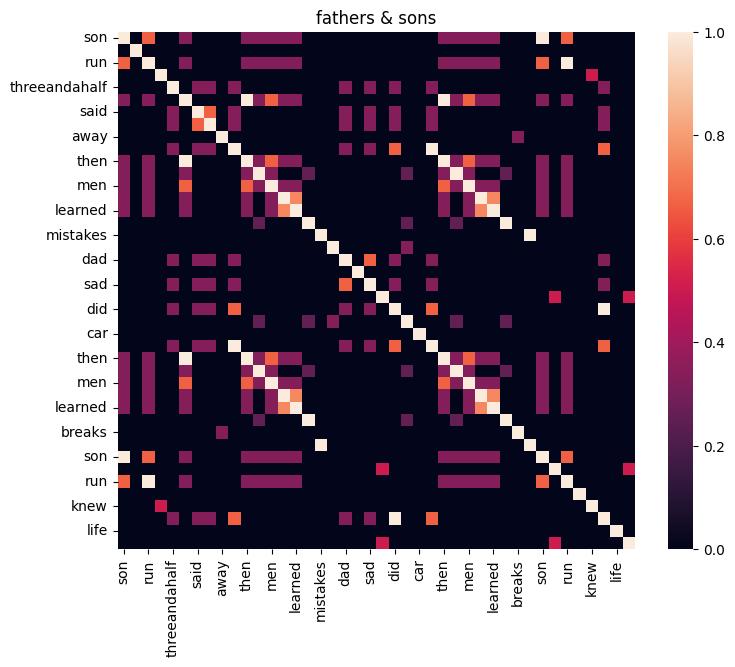 fathers & sons
son
run
threeandahalf
said
away
then
men
learned
mistakes
dad
sad
did
car
then
men
learned
breaks
son
run
knew
life
1.0
0.8
0.6
0.4
0.2
0.0
son
run
threeandahalf
said
away
then
men
learned
mistakes
dad
sad
did
car
then
men
learned
breaks
son
run
knew
life